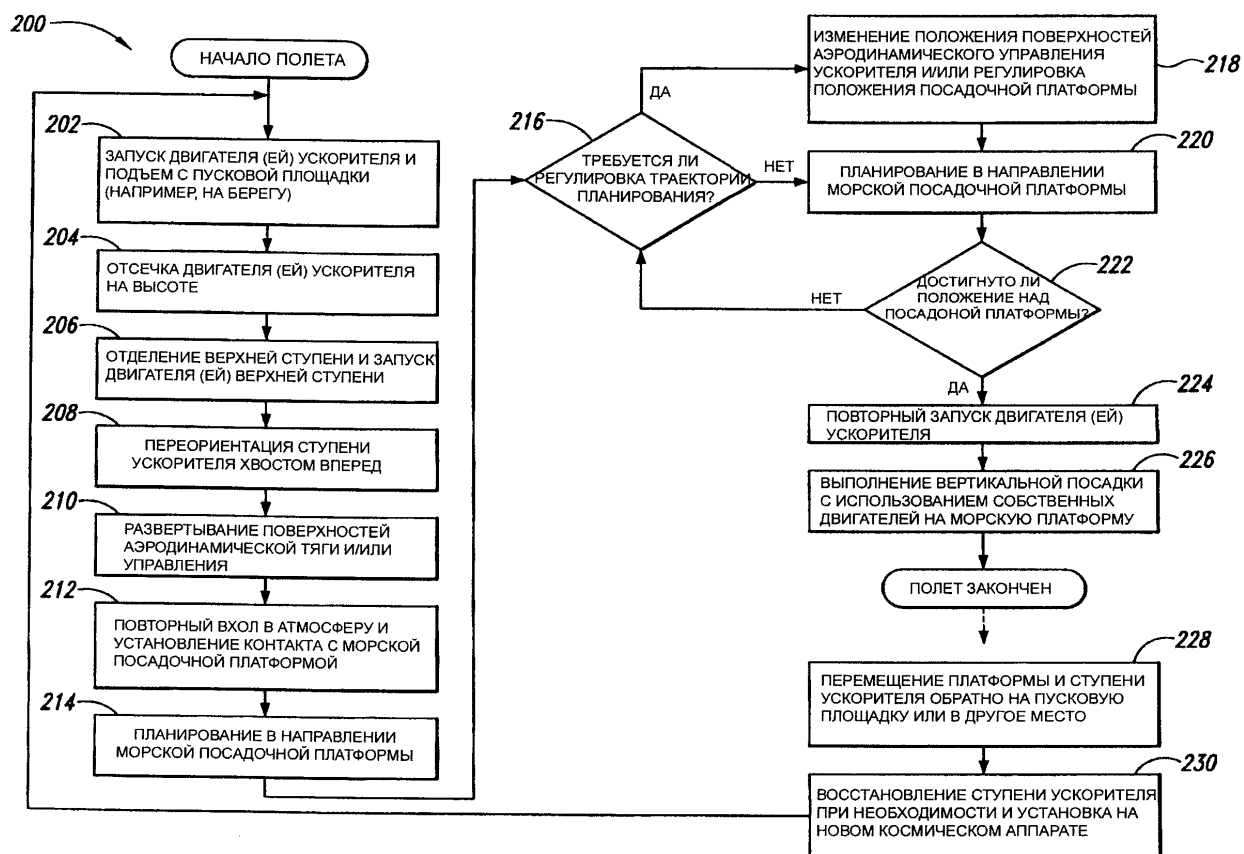 200
НАЧАЛО ПОЛЕТА
202
ЗАПУСК ДВИГАТЕЛЯ (ЕЙ) УСКОРИТЕЛЯ И
ПОДЪЕМ С ПУСКОВОЙ ПЛОЩАДКИ
(НАПРИМЕР, НА БЕРЕГУ)
204
ОТСЕЧКА ДВИГАТЕЛЯ (ЕЙ) УСКОРИТЕЛЯ
НА ВЫСОТЕ
206
ОТДЕЛЕНИЕ ВЕРХНЕЙ СТУПЕНИ И ЗАПУСК
ДВИГАТЕЛЯ (ЕЙ) ВЕРХНЕЙ СТУПЕНИ
208
ПЕРЕОРИЕНТАЦИЯ СТУПЕНИ
УСКОРИТЕЛЯ ХВОСТОМ ВПЕРЕД
210
РАЗВЕРТЫВАНИЕ ПОВЕРХНОСТЕЙ
АЭРОДИНАМИЧЕСКОЙ ТЯГИ И/ИЛИ
УПРАВЛЕНИЯ
212
ПОВТОРНЫЙ ВХОЛ В АТМОСФЕРУ И
УСТАНОВЛЕНИЕ КОНТАКТА С МОРСКОЙ
ПОСАДОЧНОЙ ПЛАТФОРМОЙ
214
ПЛАНИРОВАНИЕ В НАПРАВЛЕНИИ
МОРСКОЙ ПОСАДОЧНОЙ ПЛАТФОРМЫ
216
ТРЕБУЕТСЯ ЛИ
РЕГУЛИРОВКА ТРАЕКТОРИИ
ПЛАНИРОВАНИЯ?
ДА
НЕТ
218
ИЗМЕНЕНИЕ ПОЛОЖЕНИЯ ПОВЕРХНОСТЕЙ
АЭРОДИНАМИЧЕСКОГО УПРАВЛЕНИЯ
УСКОРИТЕЛЯ И/ИЛИ РЕГУЛИРОВКА
ПОЛОЖЕНИЯ ПОСАДОЧНОЙ ПЛАТФОРМЫ
220
ПЛАНИРОВАНИЕ В НАПРАВЛЕНИИ
МОРСКОЙ ПОСАДОЧНОЙ ПЛАТФОРМЫ
222
ДОСТИГНУТО ЛИ
ПОЛОЖЕНИЕ НАД
ПОСАДОНОЙ ПЛАТФОРМЫ?
НЕТ
ДА
224
ПОВТОРНЫЙ ЗАПУСК ДВИГАТЕЛЯ (ЕЙ)
УСКОРИТЕЛЯ
226
ВЫПОЛНЕНИЕ ВЕРТИКАЛЬНОЙ ПОСАДКИ
С ИСПОЛЬЗОВАНИЕМ СОБСТВЕННЫХ
ДВИГАТЕЛЕЙ НА МОРСКУЮ ПЛАТФОРМУ
ПОЛЕТ ЗАКОНЧЕН
228
ПЕРЕМЕЩЕНИЕ ПЛАТФОРМЫ И СТУПЕНИ
УСКОРИТЕЛЯ ОБРАТНО НА ПУСКОВУЮ
ПЛОЩАДКУ ИЛИ В ДРУГОЕ МЕСТО
230
ВОССТАНОВЛЕНИЕ СТУПЕНИ УСКОРИТЕЛЯ
ПРИ НЕОБХОДИМОСТИ И УСТАНОВКА НА
НОВОМ КОСМИЧЕСКОМ АППАРАТЕ